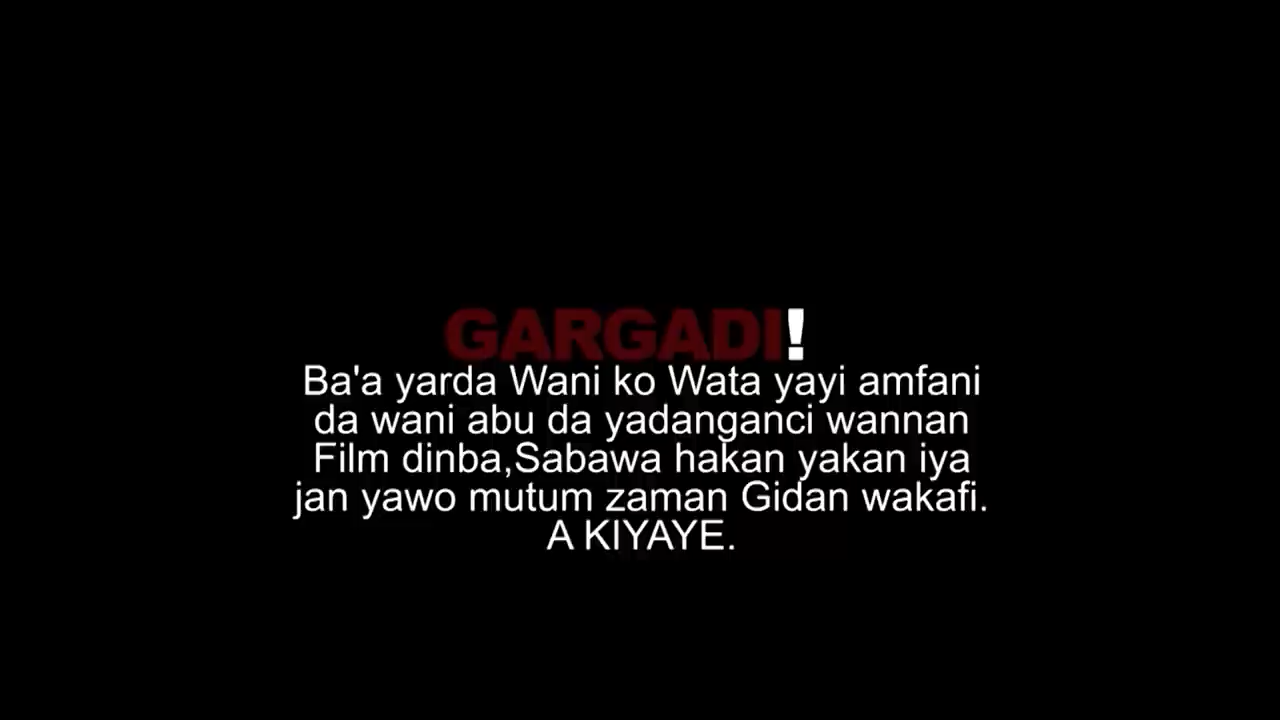 GARGADI!
Ba'a yarda Wani ko Wata yayi amfani
da wani abu da yadanganci wannan
Film dinba,Sabawa hakan yakan iya
jan yawo mutum zaman Gidan wakafi.
A KIYAYE.